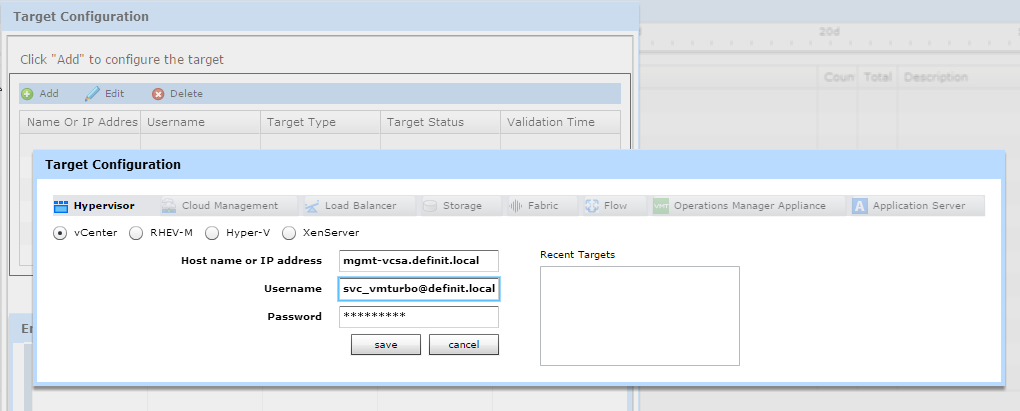 Target Configuration
20d
Click "Add" to configure the target
Coun Total Description
Add Edit Delete
Name Or IP Addres Username Target Type Target Status Validation Time
Target Configuration
Hypervisor Cloud Management Load Balancer Storage Fabric Flow VMT Operations Manager Appliance A Application Server
vCenter RHEV-M Hyper-V XenServer
Host name or IP address mgmt-vcsa.definit.local Recent Targets
Username svc_vmturbo@definit.local
Password *********
En
save cancel